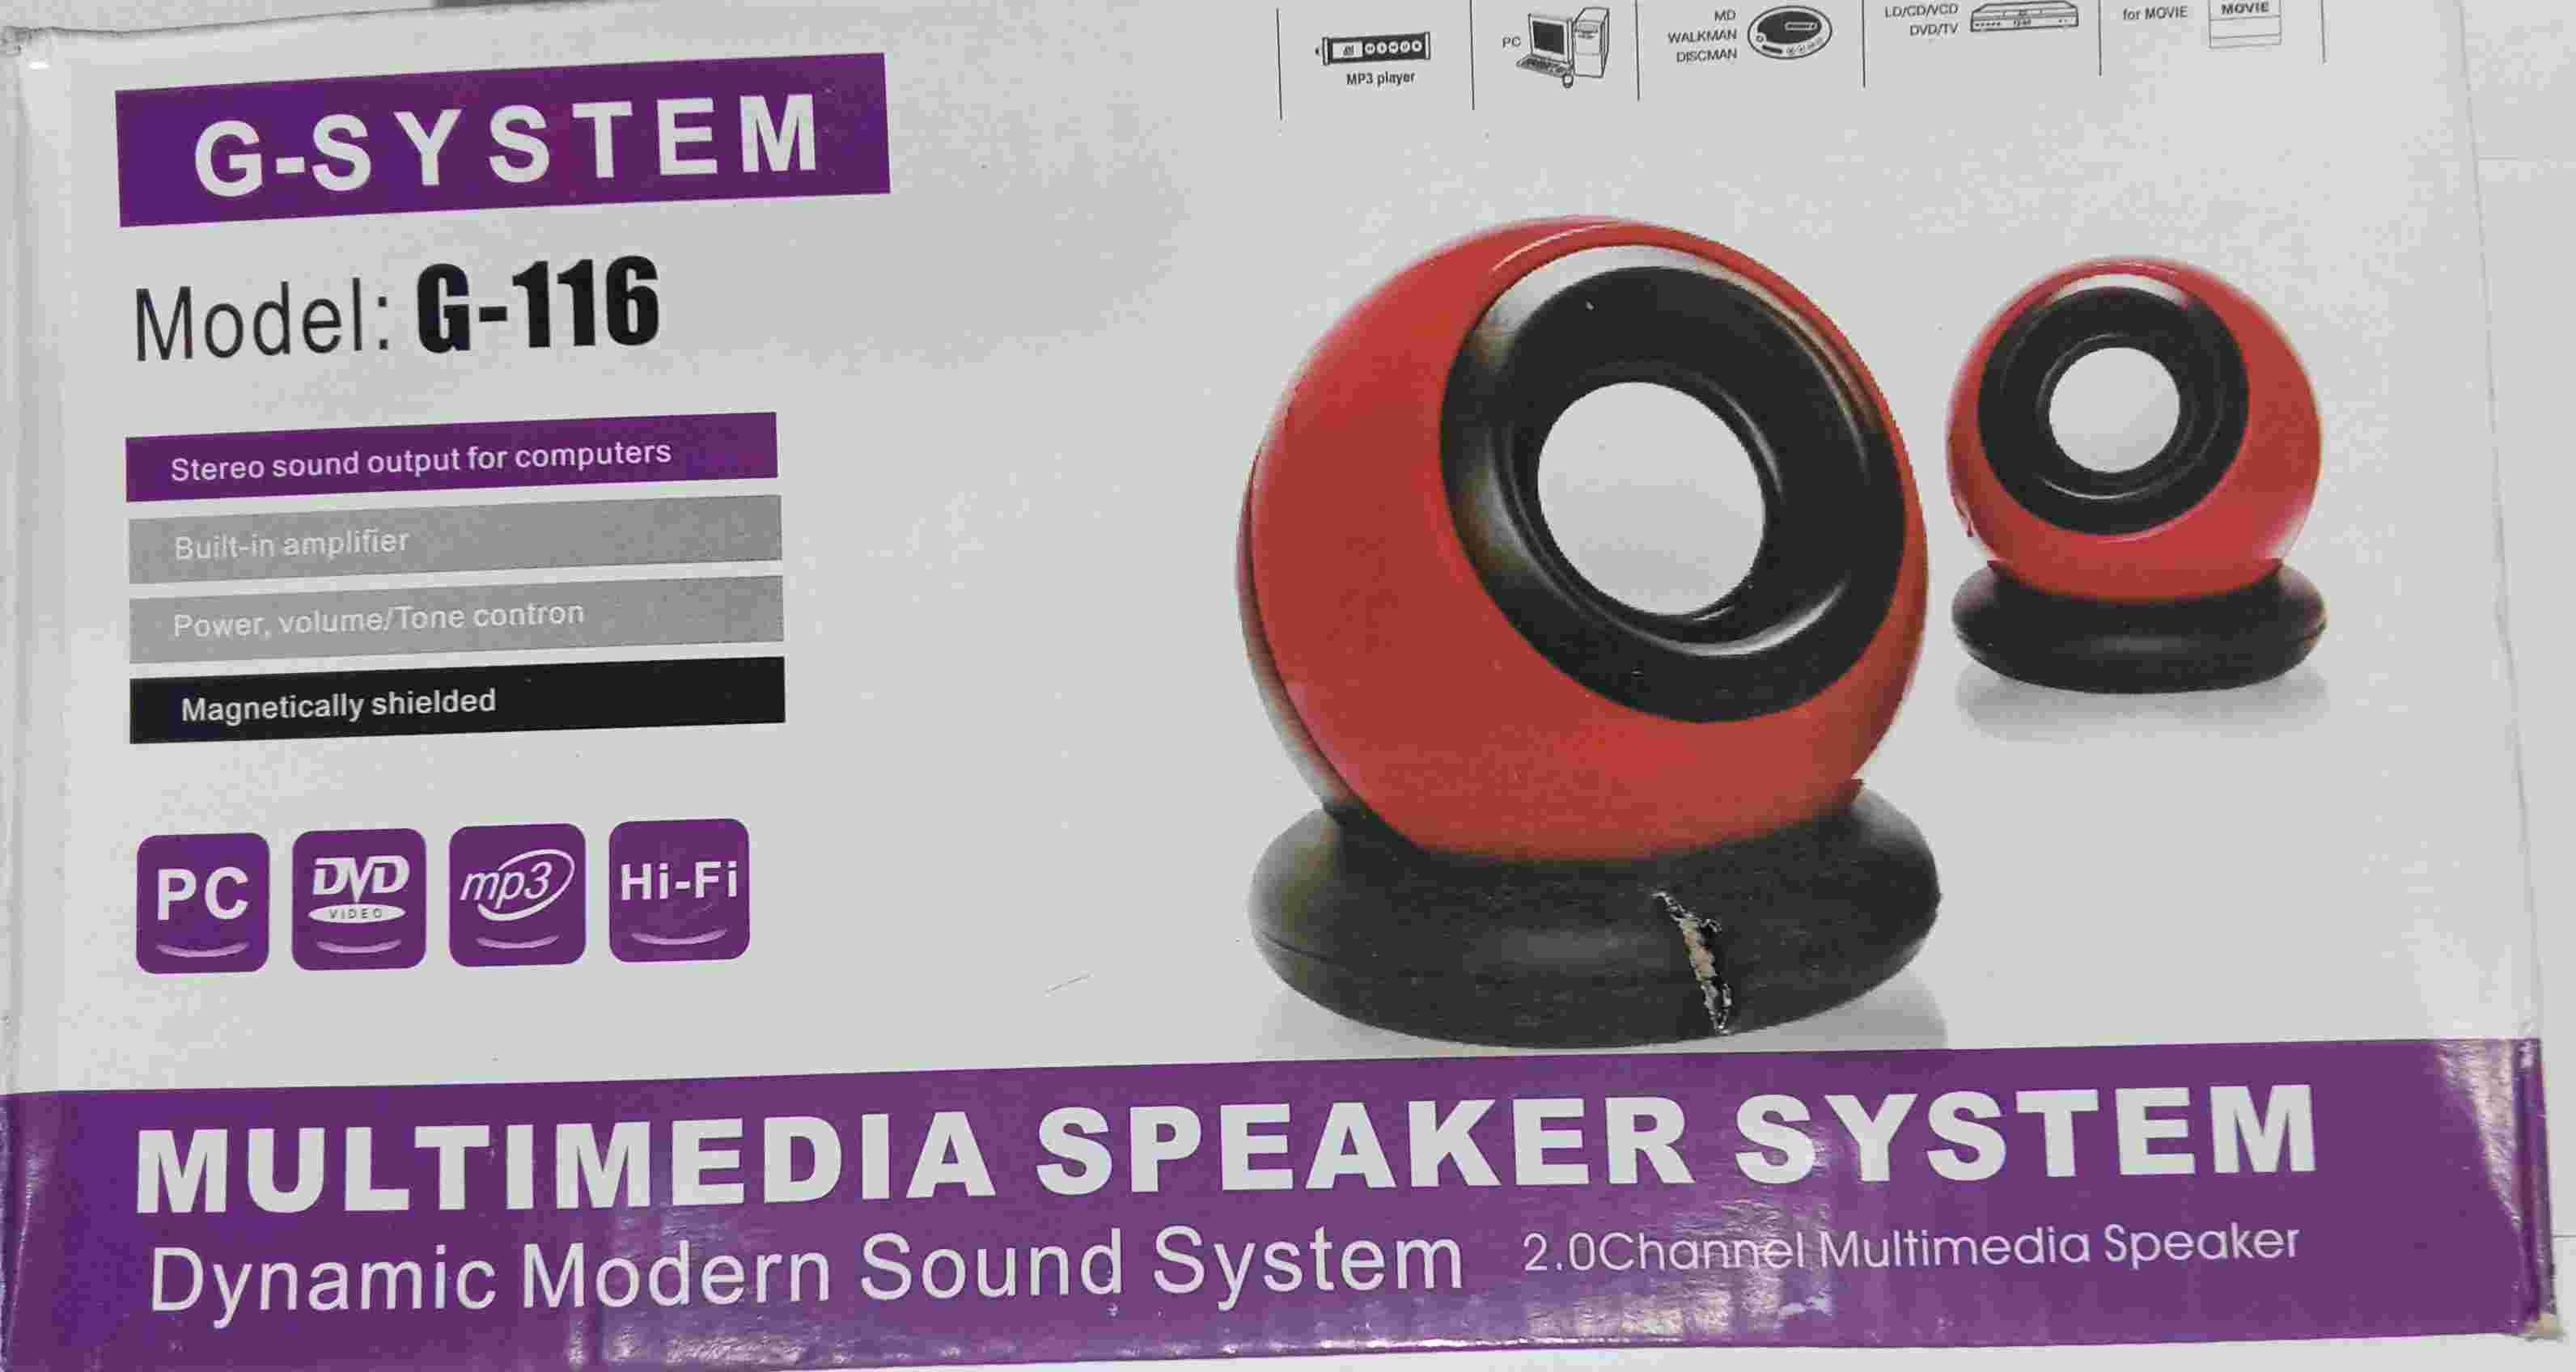 MP3 player
PC
MD
WALKMAN
DISCMAN
LD/CD/VCD
DVD/TV
for MOVIE
MOVIE
G-SYSTEM
Model: G-116
Stereo sound output for computers
Built-in amplifier
Power, volume/Tone contron
Magnetically shielded
PC
DVD
VIDEO
mp3
Hi-Fi
MULTIMEDIA SPEAKER SYSTEM
Dynamic Modern Sound System 2.0Channel Multimedia Speaker